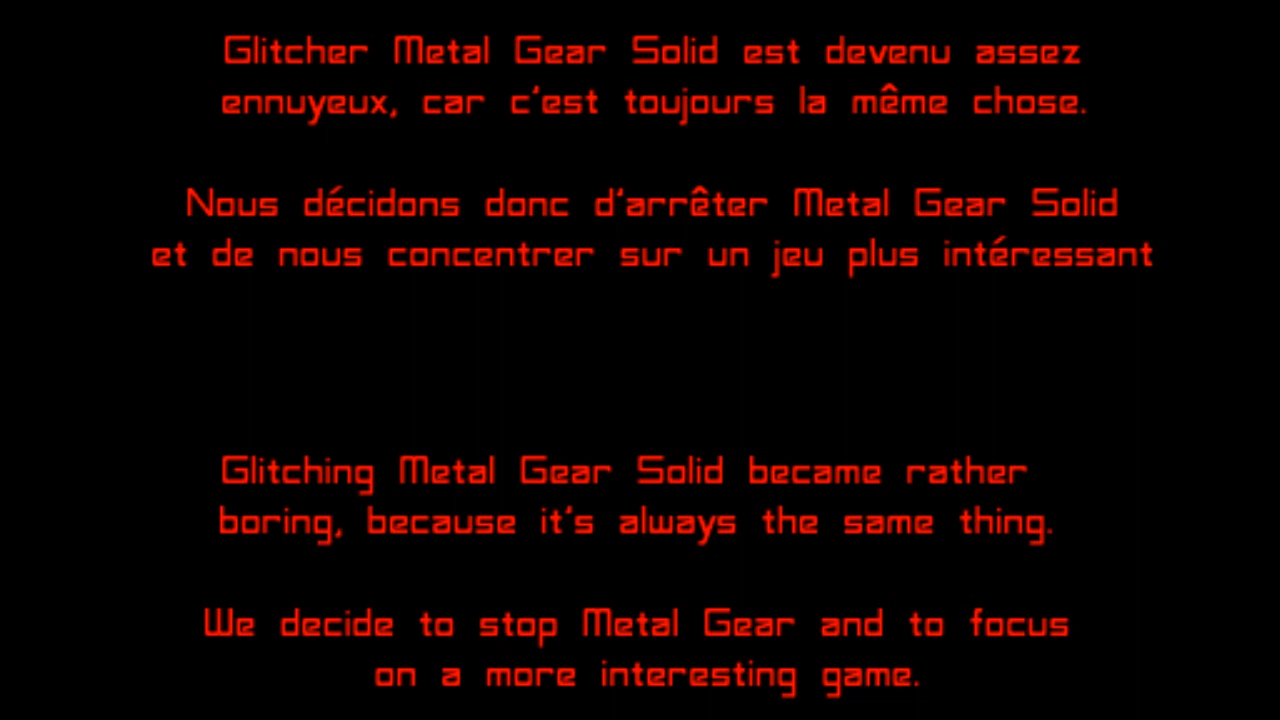 Glitcher Metal Gear Solid est devenu assez
ennuyeux, car c'est toujours la même chose.
Nous décidons donc d'arrêter Metal Gear Solid
et de nous concentrer sur un jeu plus intéressant
Glitching Metal Gear Solid became rather
boring, because it's always the same thing.
We decide to stop Metal Gear and to focus
on a more interesting game.